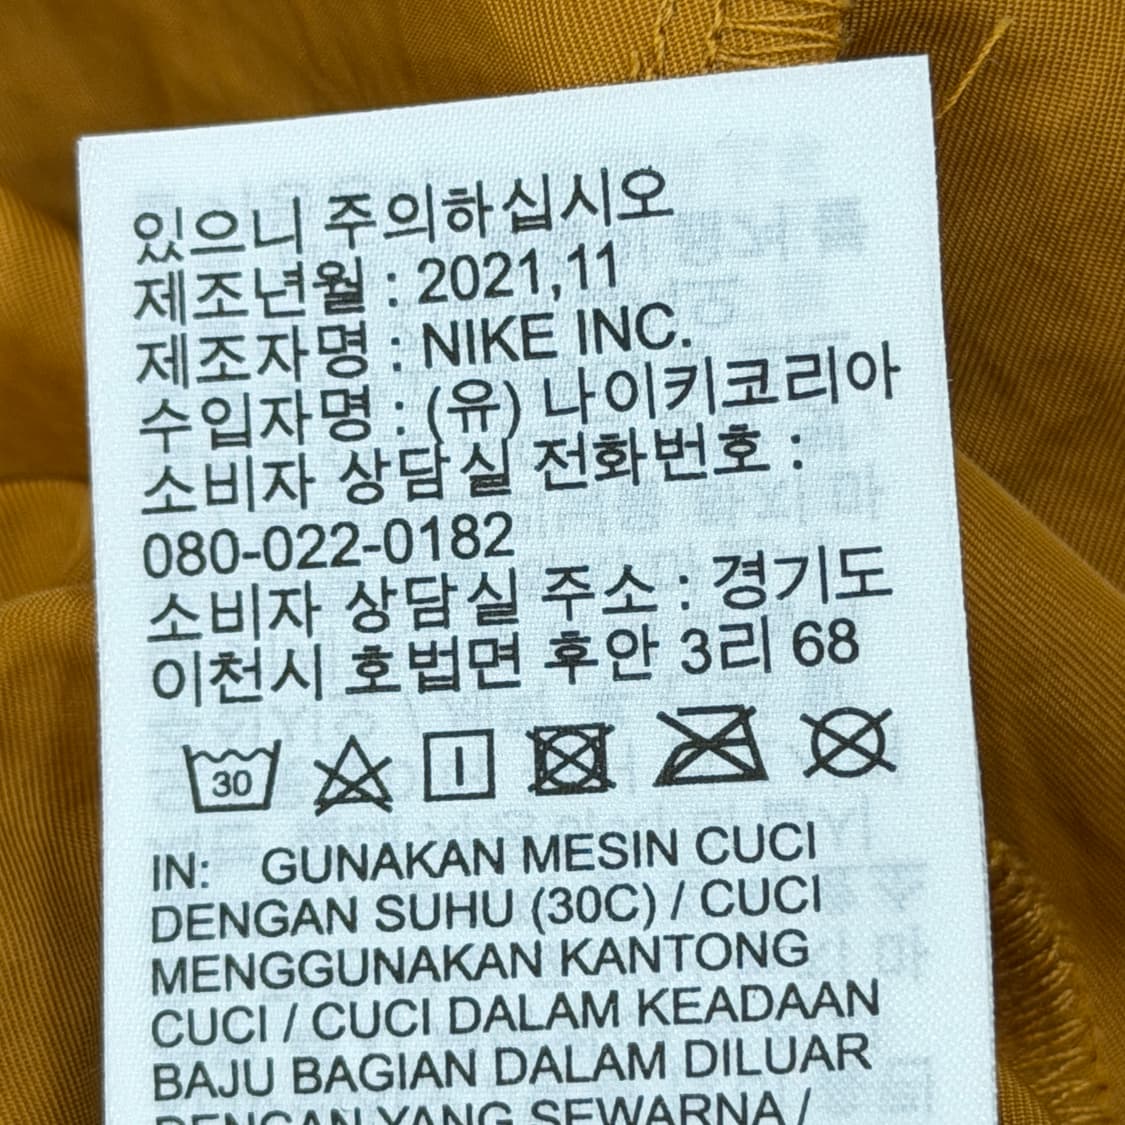 있으니 주의하십시오
제조년월 : 2021,11
제조자명 : NIKE INC.
수입자명 : (유) 나이키코리아
소비자 상담실 전화번호 :
080-022-0182
소비자 상담실 주소 : 경기도
이천시 호법면 후안 3리 68
30
IN: GUNAKAN MESIN CUCI
DENGAN SUHU (30C) / CUCI
MENGGUNAKAN KANTONG
CUCI / CUCI DALAM KEADAAN
BAJU BAGIAN DALAM DILUAR
DENGAN YANG SEWARNA /